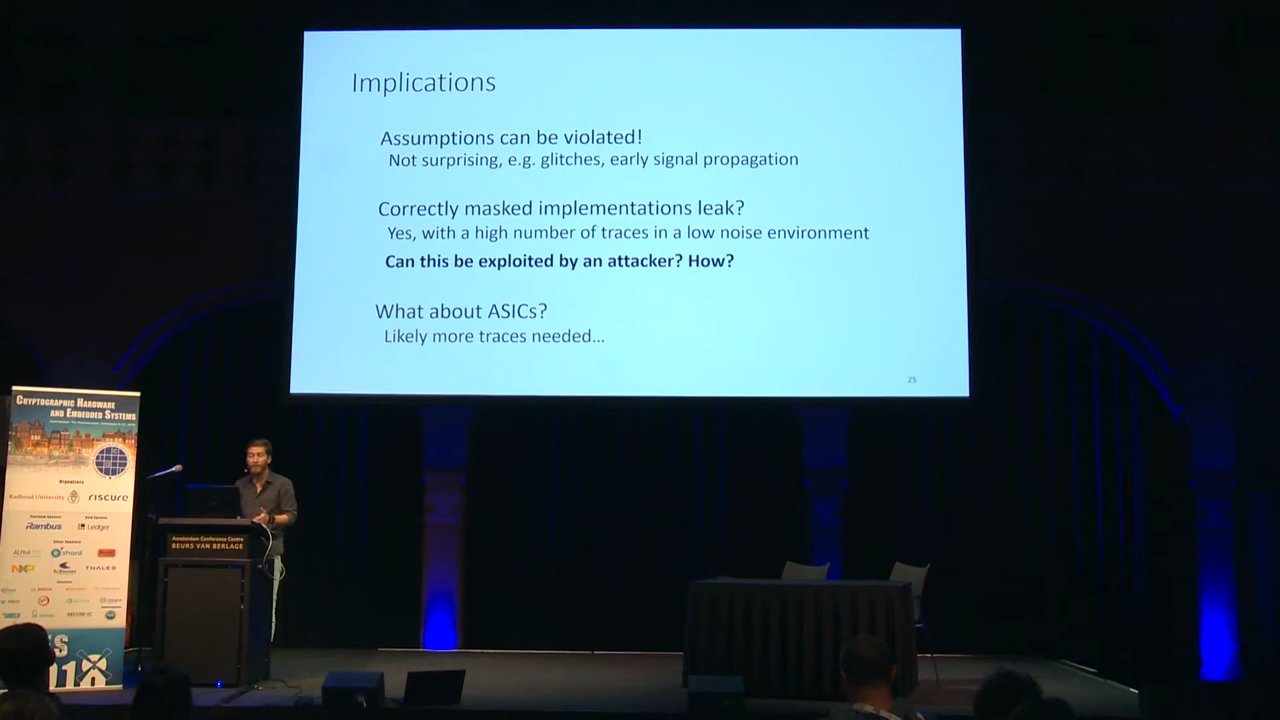 Implications
Assumptions can be violated!
Not surprising, e.g. glitches, early signal propagation
Correctly masked implementations leak?
Yes, with a high number of traces in a low noise environment
Can this be exploited by an attacker? How?
What about ASICs?
Likely more traces needed...
25
CRYPTOGRAPHIC HARDWARE
AND EMBEDDED SYSTEMS
Organizers
Radboud University
riscure
Rambus
Ledger
eshard
NXP
THALES
Amsterdam Conference Centre
BEURS VAN BERLAGE